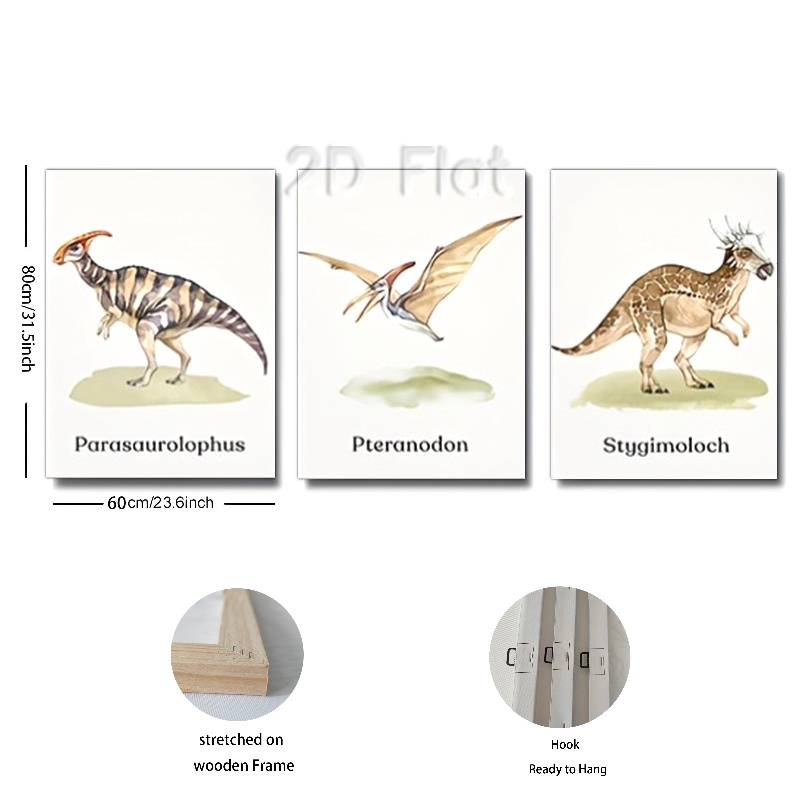 2D Flat
80cm/31.5inch
Parasaurolophus
Pteranodon
Stygimoloch
60cm/23.6inch
stretched on
wooden Frame
Hook
Ready to Hang